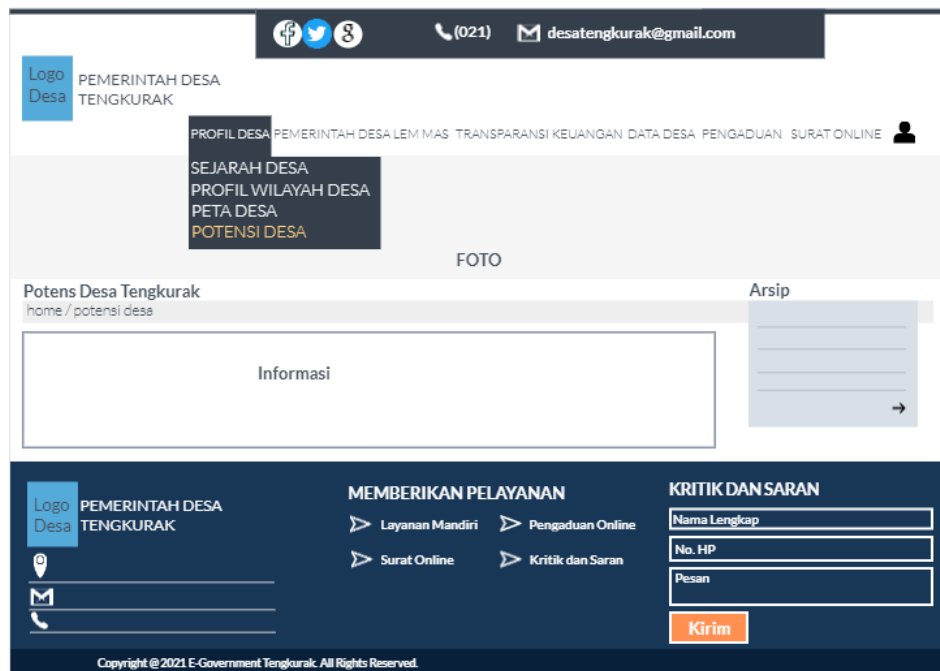 (021) desatengkurak@gmail.com
Logo Desa
PEMERINTAH DESA
TENGKURAK
PROFIL DESA PEMERINTAH DESA LEM MAS TRANSPARANSI KEUANGAN DATA DESA PENGADUAN SURAT ONLINE
SEJARAH DESA
PROFIL WILAYAH DESA
PETA DESA
POTENSI DESA
FOTO
Potens Desa Tengkurak
home / potensi desa
Arsip
Informasi
Logo Desa
PEMERINTAH DESA
TENGKURAK
MEMBERIKAN PELAYANAN
Layanan Mandiri Pengaduan Online
Surat Online Kritik dan Saran
KRITIK DAN SARAN
Nama Lengkap
No. HP
Pesan
Kirim
Copyright @ 2021 E-Government Tengkurak. All Rights Reserved.